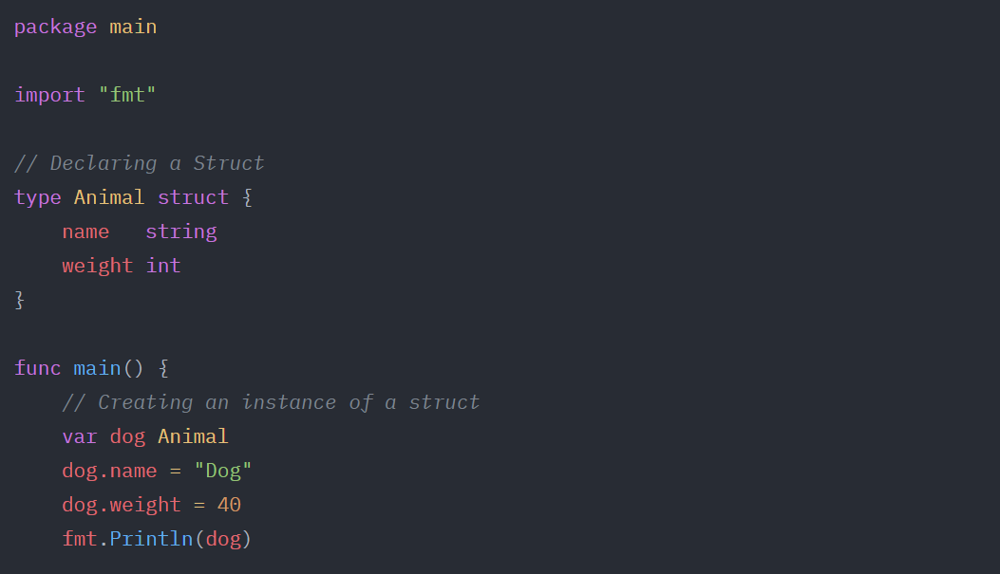 package main
import "fmt"
// Declaring a Struct
type Animal struct {
    name   string
    weight int
}
func main() {
    // Creating an instance of a struct
    var dog Animal
    dog.name = "Dog"
    dog.weight = 40
    fmt.Println(dog)